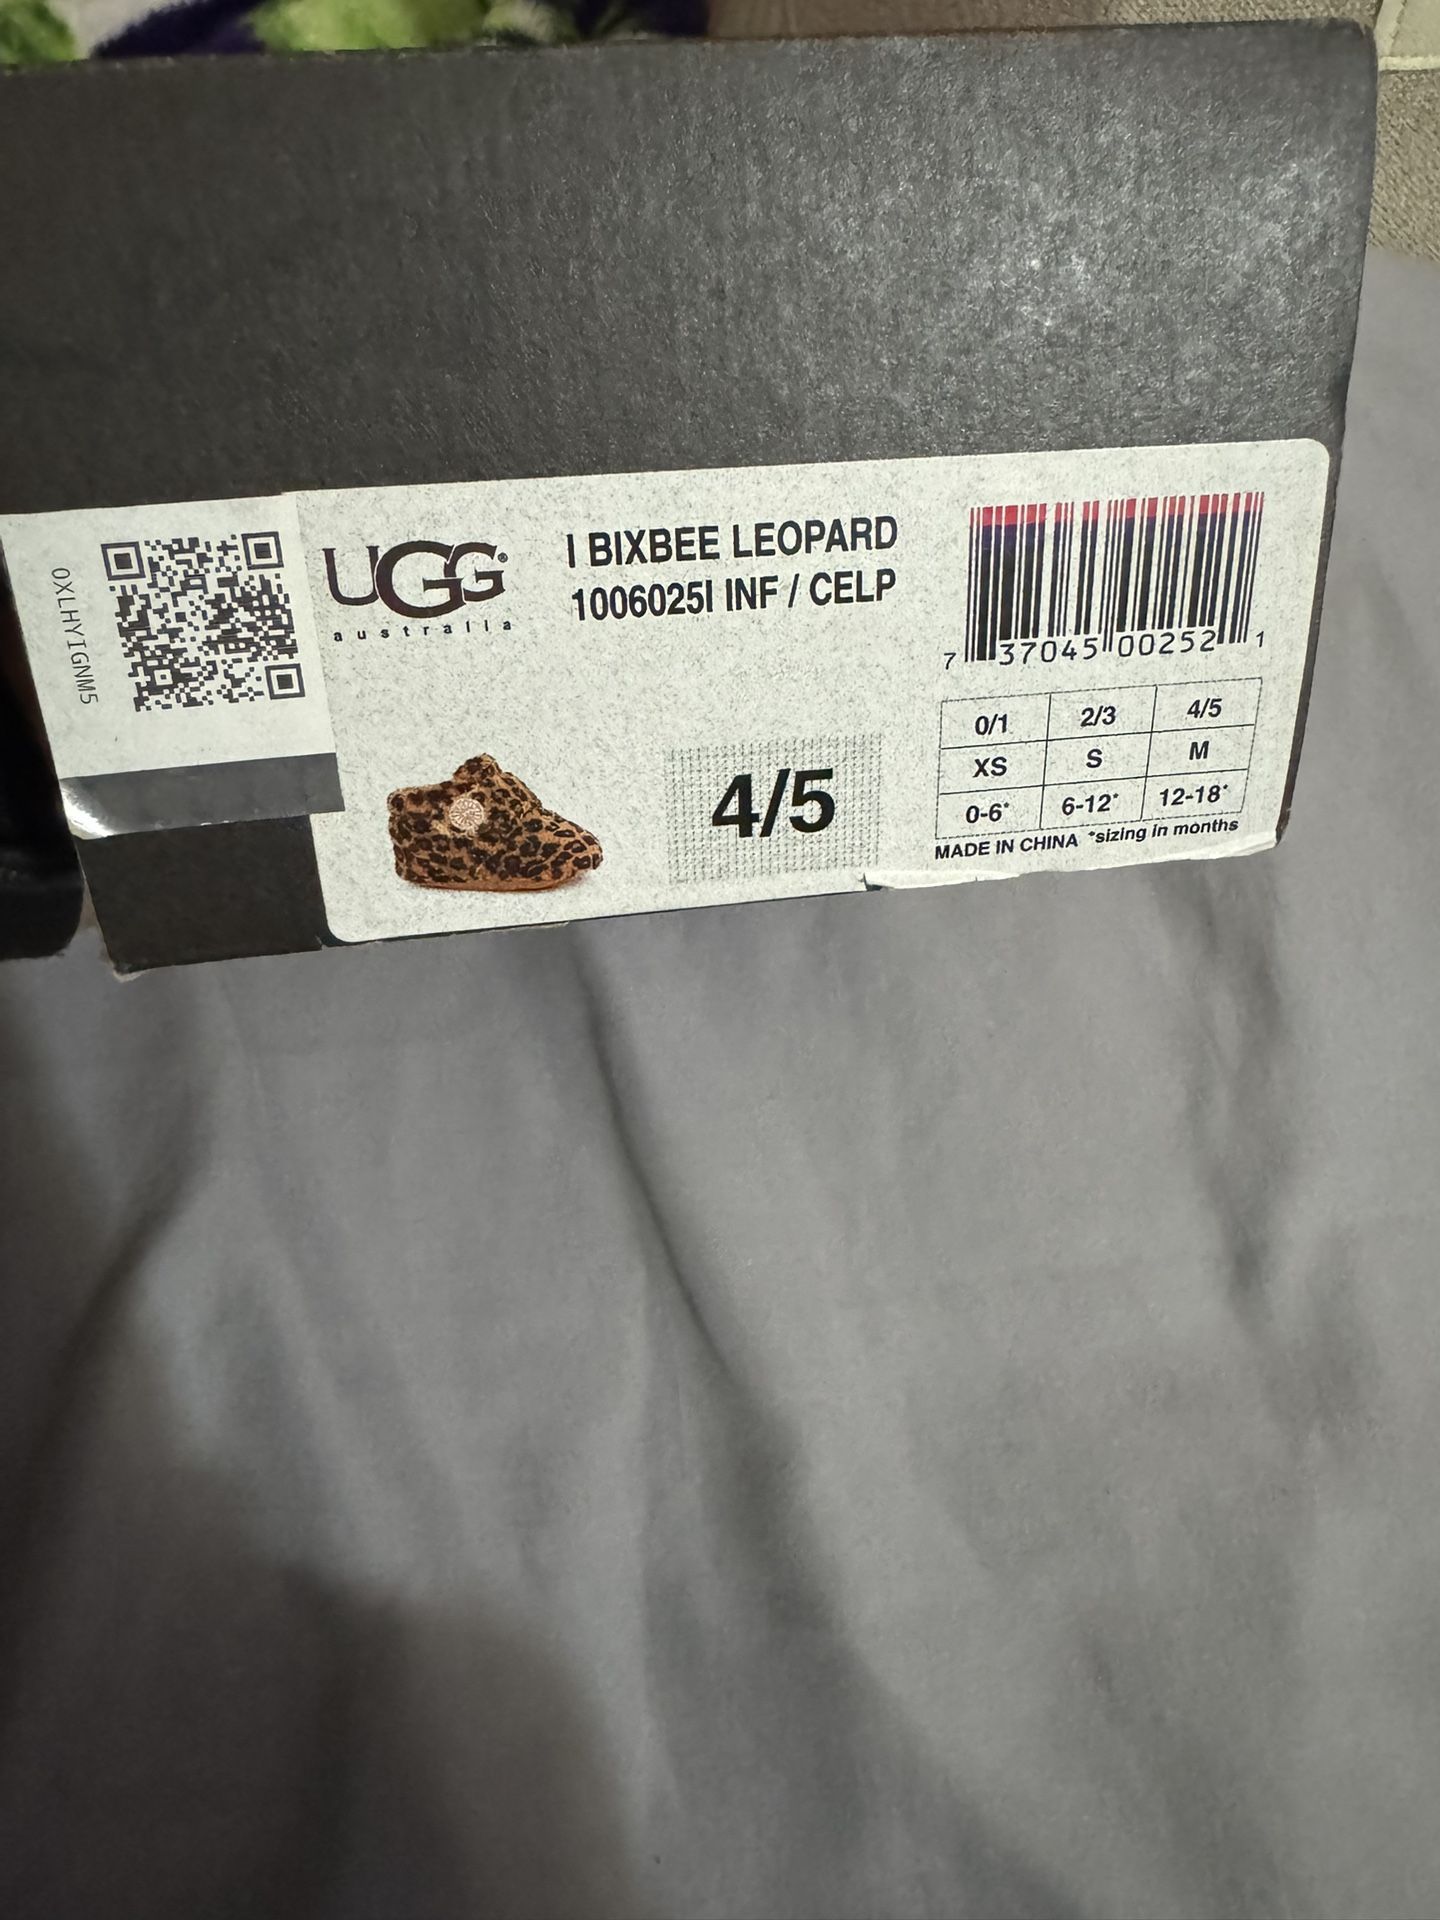 0XLHYIGNM5
UGG®
australia
I BIXBEE LEOPARD
1006025I INF / CELP
4/5
7 37045 00252 1
0/1 2/3 4/5
XS S M
0-6* 6-12* 12-18*
MADE IN CHINA *sizing in months